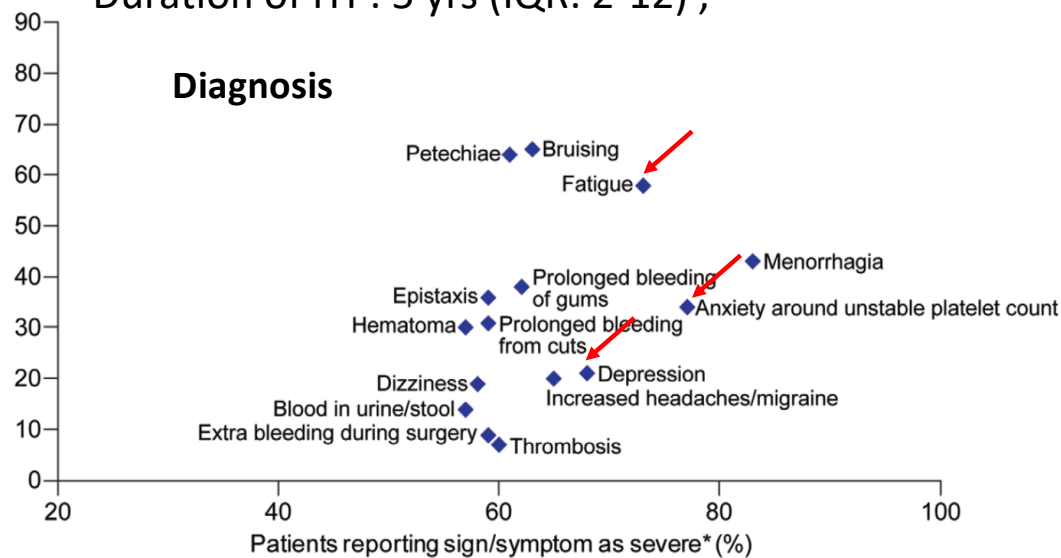 90
80
70
60
50
40
30
20
10
0
Diagnosis
Petechiae
Bruising
Fatigue
Menorrhagia
Prolonged bleeding
of gums
Epistaxis
Anxiety around unstable platelet count
Hematoma
Prolonged bleeding
from cuts
Dizziness
Depression
Increased headaches/migraine
Blood in urine/stool
Extra bleeding during surgery
Thrombosis
20
40
60
80
100
Patients reporting sign/symptom as severe* (%)